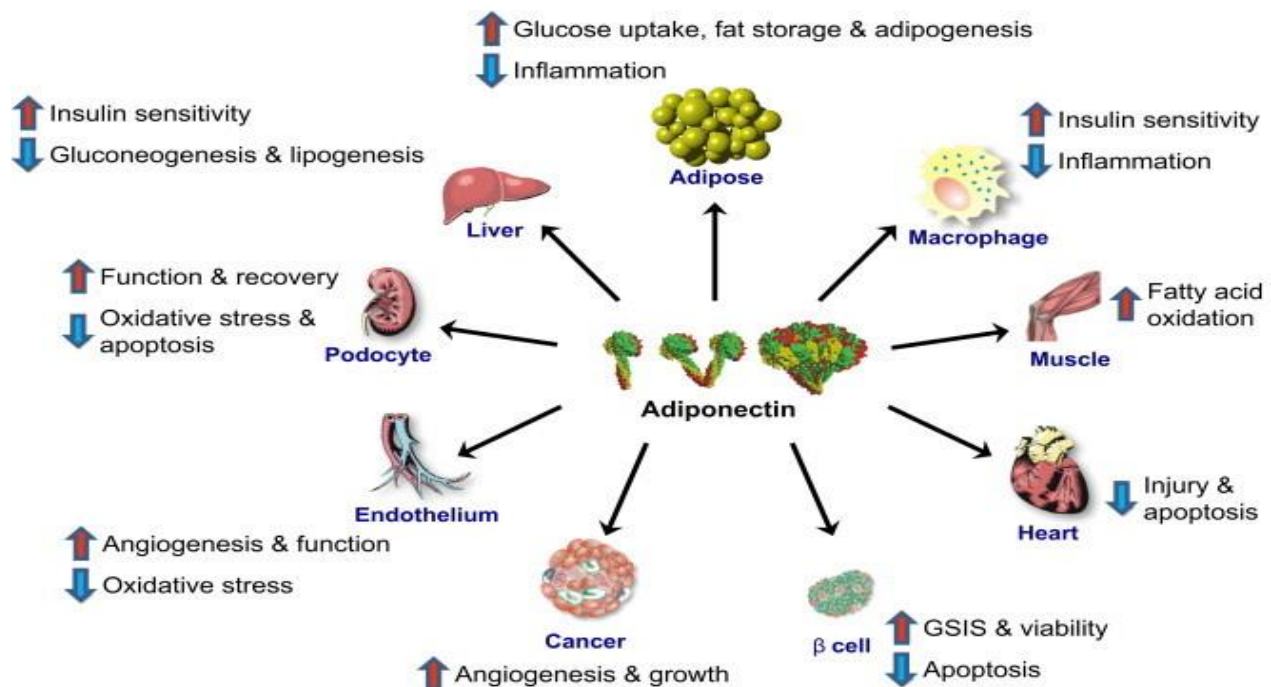 Glucose uptake, fat storage & adipogenesis
Inflammation
Adipose
Insulin sensitivity
Gluconeogenesis & lipogenesis
Liver
Insulin sensitivity
Inflammation
Macrophage
Function & recovery
Oxidative stress &
apoptosis
Podocyte
Fatty acid
oxidation
Muscle
Adiponectin
Endothelium
Angiogenesis & function
Oxidative stress
Injury &
apoptosis
Heart
Cancer
Angiogenesis & growth
β cell
GSIS & viability
Apoptosis